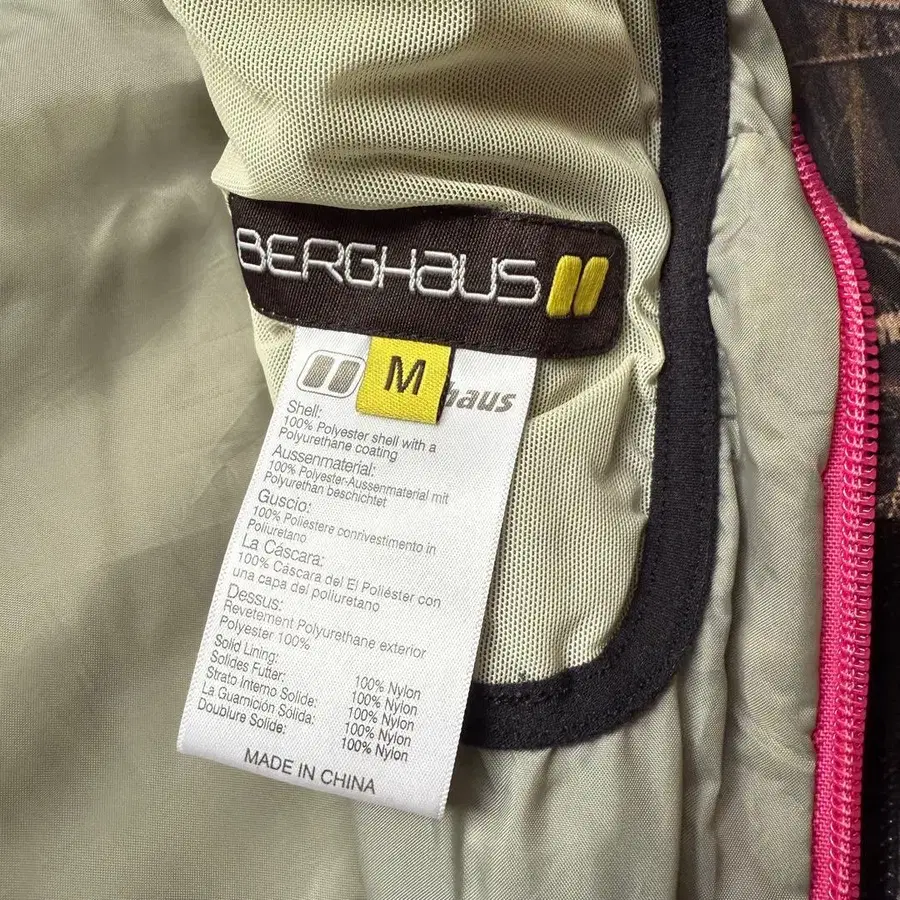 BERGHaUS
M
haus
Shell:
100% Polyester shell with a
Polyurethane coating
Aussenmaterial:
100% Polyester-Aussenmaterial mit
Polyurethan beschichtet
Guscio:
100% Poliestere conrivestimento in
Poliuretano
La Cáscara:
100% Cáscara del El Poliéster con
una capa del poliuretano
Dessus:
Revetement Polyurethane exterior
Polyester 100%
Solid Lining: 100% Nylon
Solides Futter: 100% Nylon
Strato Interno Solide: 100% Nylon
La Guarnición Sólida: 100% Nylon
Doublure Solide: 100% Nylon
MADE IN CHINA